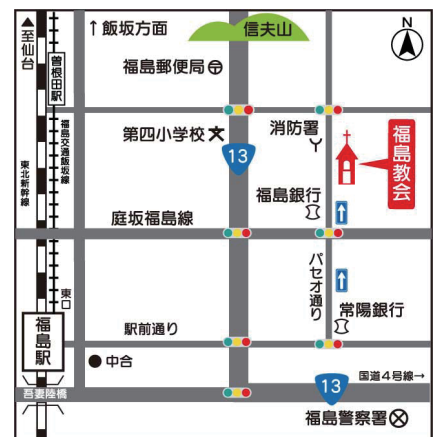 ▲至仙台
↑飯坂方面
信夫山
N
曽根田駅
福島郵便局
福島交通飯坂線
東北新幹線
第四小学校
13
消防署
福島教会
福島銀行
庭坂福島線
パセオ通り
東口
常陽銀行
福島駅
駅前通り
●中合
国道4号線→
吾妻陸橋
13
福島警察署